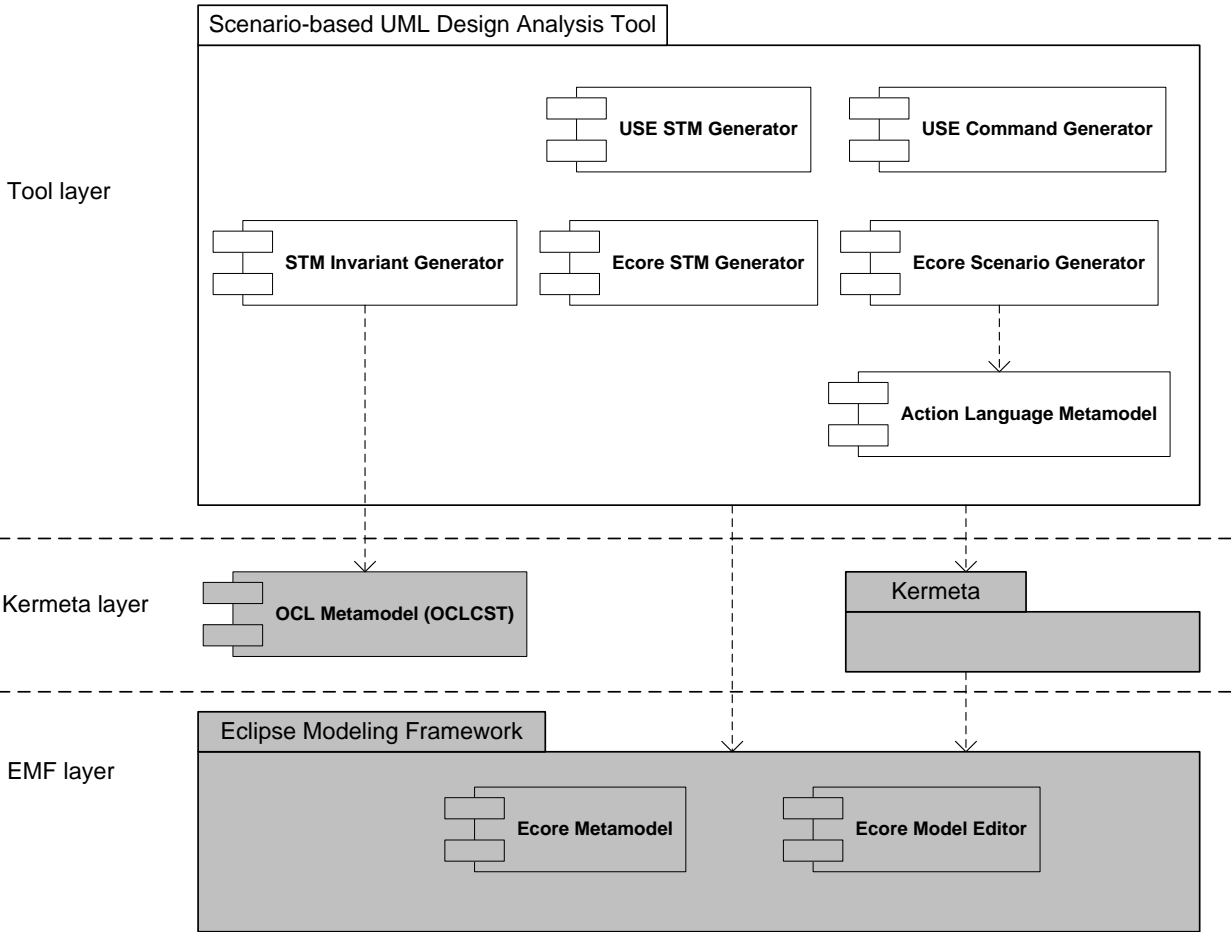 Scenario-based UML Design Analysis Tool
USE STM Generator
USE Command Generator
Tool layer
STM Invariant Generator
Ecore STM Generator
Ecore Scenario Generator
Action Language Metamodel
Kermeta layer
OCL Metamodel (OCLCST)
Kermeta
Eclipse Modeling Framework
EMF layer
Ecore Metamodel
Ecore Model Editor